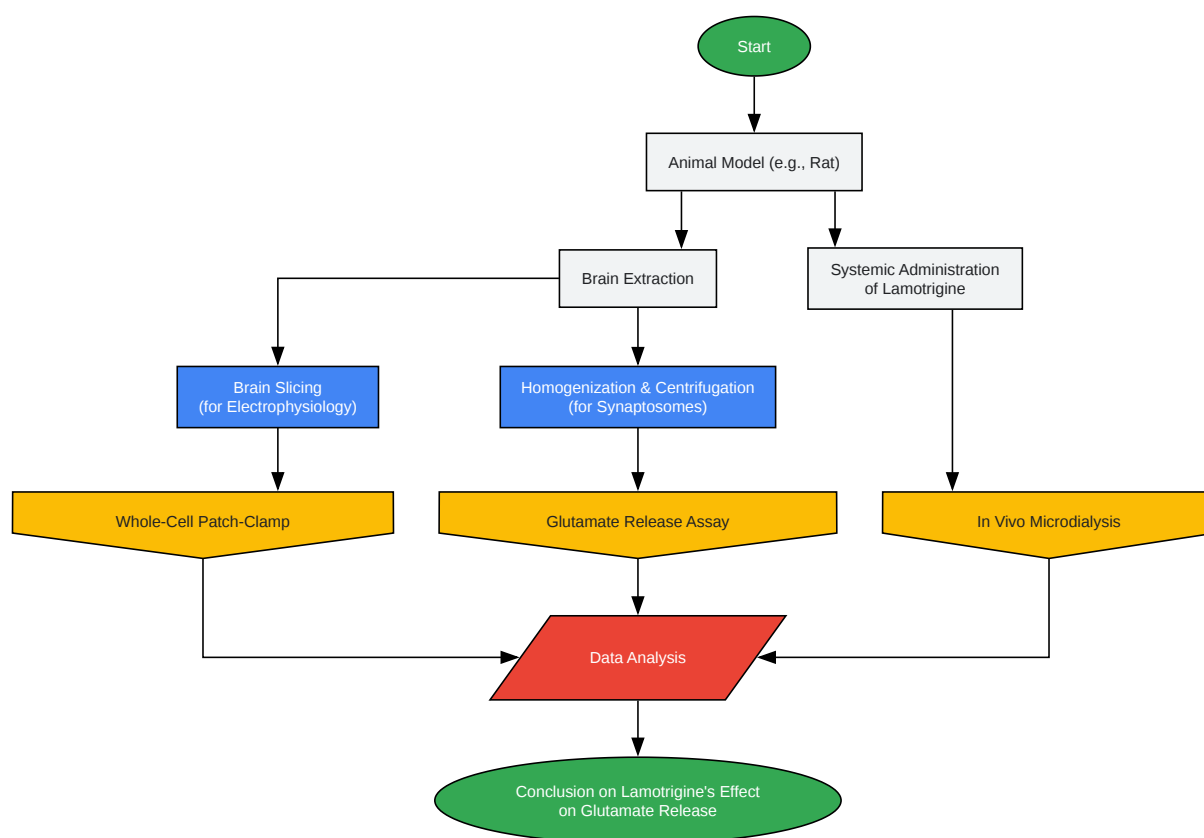 Start
Animal Model (e.g., Rat)
Brain Extraction
Systemic Administration
of Lamotrigine
Brain Slicing
(for Electrophysiology)
Homogenization & Centrifugation
(for Synaptosomes)
Whole-Cell Patch-Clamp
Glutamate Release Assay
In Vivo Microdialysis
Data Analysis
Conclusion on Lamotrigine's Effect
on Glutamate Release